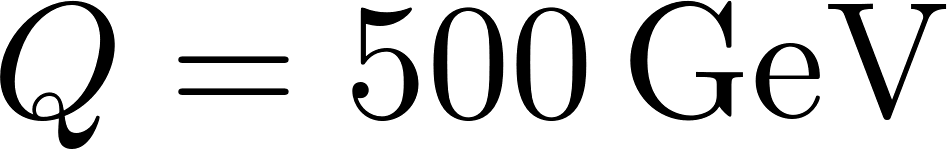 Q = 500 GeV